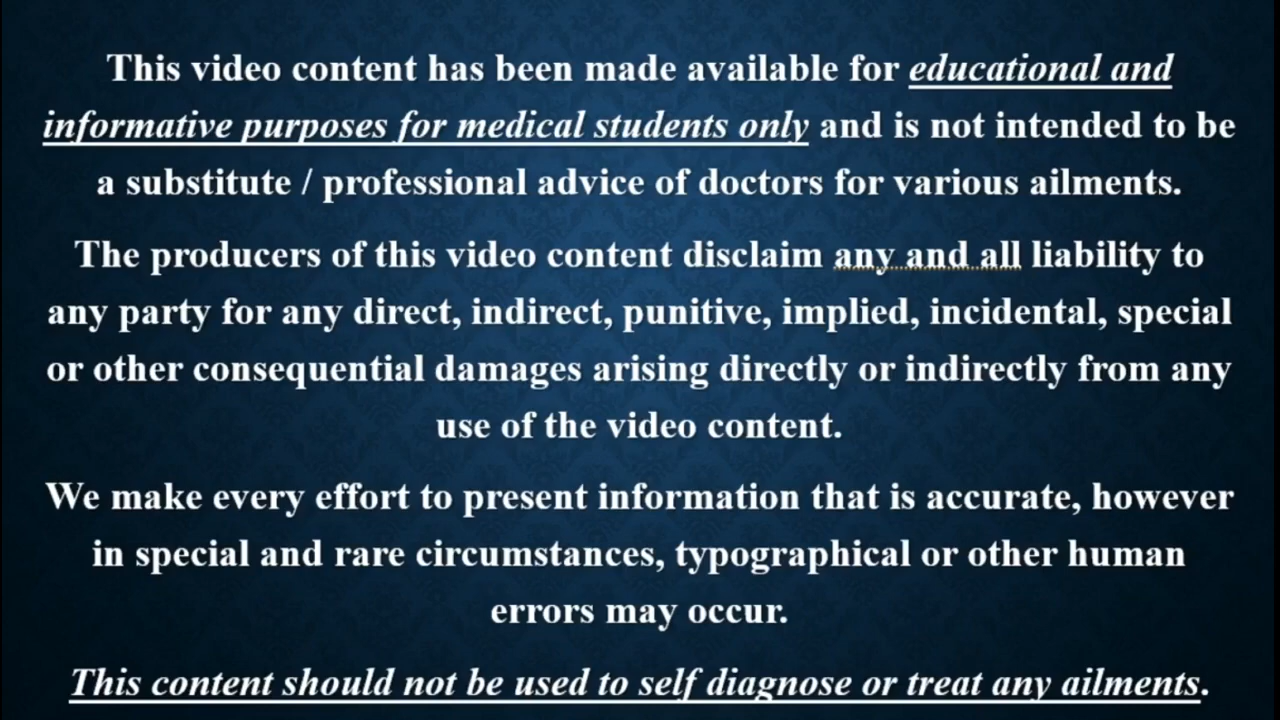 This video content has been made available for educational and
informative purposes for medical students only and is not intended to be
a substitute / professional advice of doctors for various ailments.
The producers of this video content disclaim any and all liability to
any party for any direct, indirect, punitive, implied, incidental, special
or other consequential damages arising directly or indirectly from any
use of the video content.
We make every effort to present information that is accurate, however
in special and rare circumstances, typographical or other human
errors may occur.
This content should not be used to self diagnose or treat any ailments.